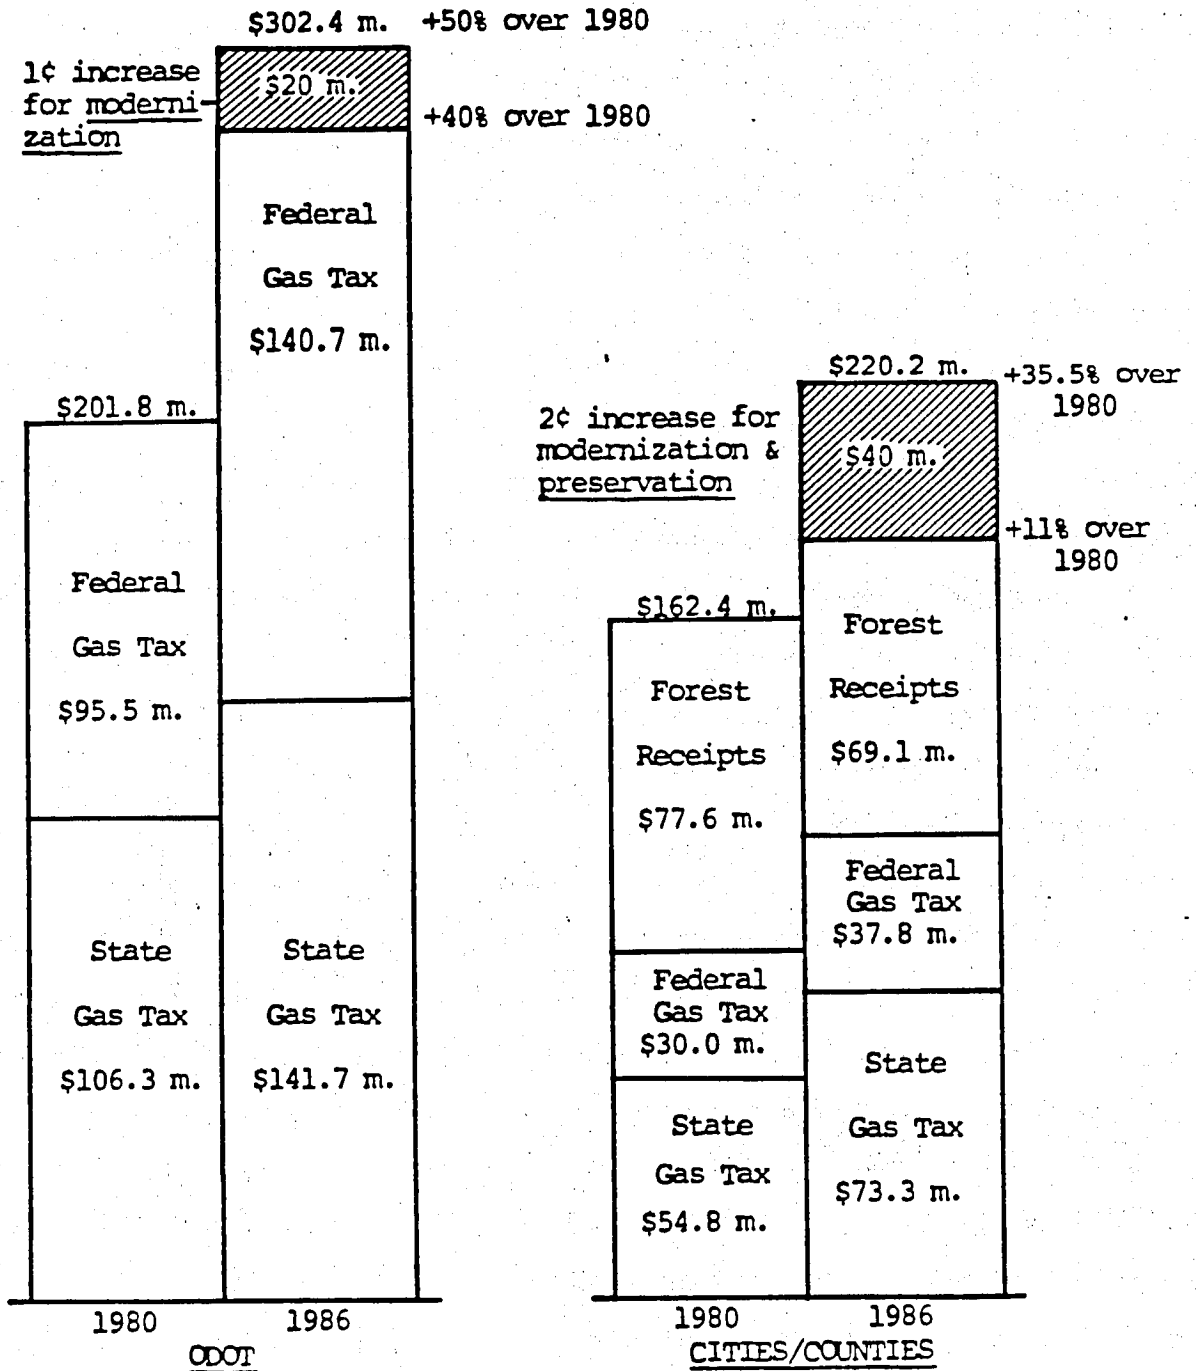 $302.4 m. +50% over 1980
1¢ increase
for moderni-
zation
$20 m.
+40% over 1980
Federal
Gas Tax
$140.7 m.
$201.8 m.
Federal
Gas Tax
$95.5 m.
State
Gas Tax
$106.3 m.
State
Gas Tax
$141.7 m.
1980
1986
ODOT
$220.2 m.
+35.5% over
1980
2¢ increase for
modernization &
preservation
$40 m.
+11% over
1980
$162.4 m.
Forest
Receipts
$77.6 m.
Federal
Gas Tax
$30.0 m.
State
Gas Tax
$54.8 m.
Forest
Receipts
$69.1 m.
Federal
Gas Tax
$37.8 m.
State
Gas Tax
$73.3 m.
1980
1986
CITIES/COUNTIES